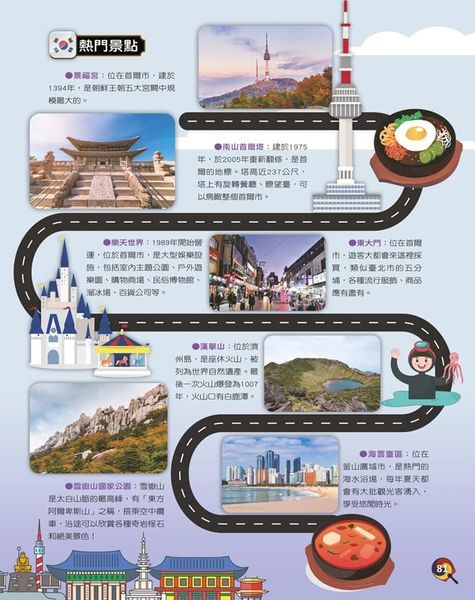 熱門景點
●景福宮：位在首爾市，建於
1394年，是朝鮮王朝五大宮闕中規
模最大的。
●南山首爾塔：建於1975
年，於2005年重新翻修，是首
爾的地標。塔高近237公尺，
塔上有旋轉餐廳、瞭望臺，可
以鳥瞰整個首爾市。
●樂天世界：1989年開始營
運，位於首爾市，是大型娛樂設
施，包括室內主題公園、戶外遊
樂園、購物商場、民俗博物館、
溜冰場、百貨公司等。
●東大門：位在首爾
市，遊客大都會來這裡採
買，類似臺北市的五分
埔，各種流行服飾、商品
應有盡有。
●漢拏山：位於濟
州島，是座休火山，被
列為世界自然遺產。最
後一次火山爆發為1007
年，火山口有白鹿潭。
●海雲臺區：位在
釜山廣域市，是熱門的
海水浴場，每年夏天都
會有大批觀光客湧入，
享受悠閒時光。
●雪嶽山國家公園：雪嶽山
是太白山脈的最高峰，有「東方
阿爾卑斯山」之稱，搭乘空中纜
車，沿途可以欣賞各種奇岩怪石
和絕美景色！
81